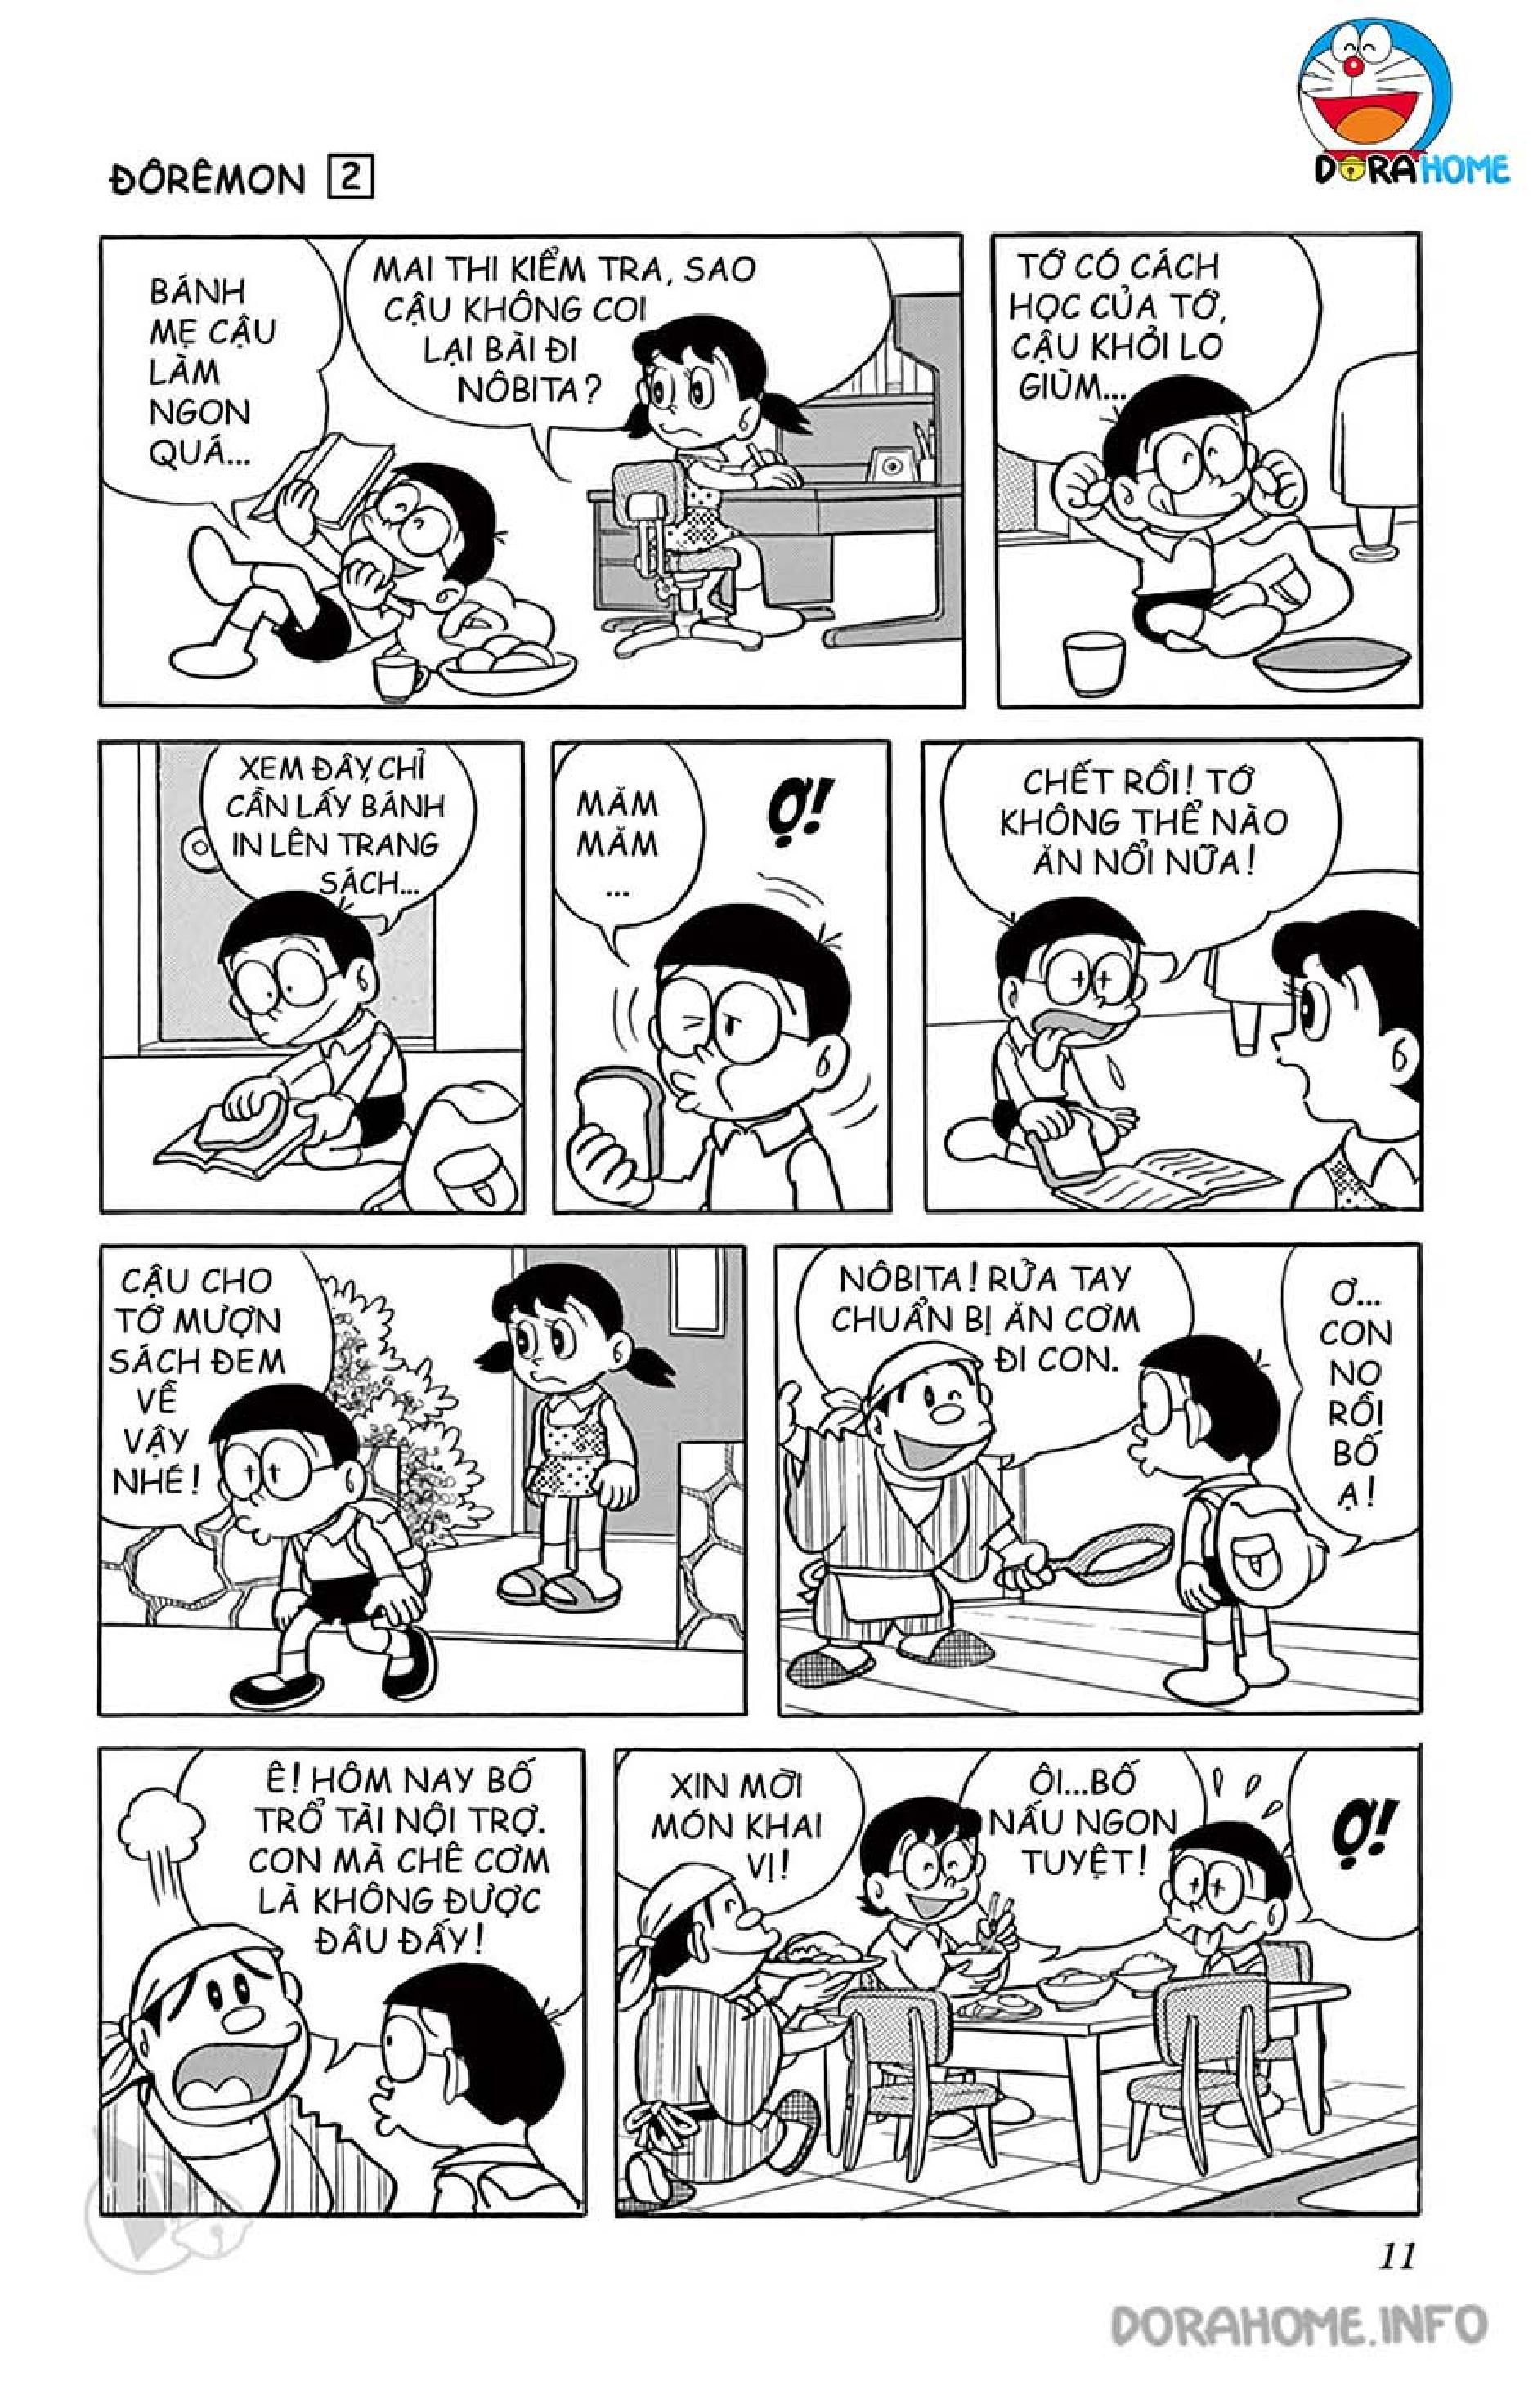 DORAHOME
ĐÔRÊMON 2
BÁNH
MẸ CẬU
LÀM
NGON
QUÁ...
MAI THI KIỂM TRA, SAO
CẬU KHÔNG COI
LẠI BÀI ĐI
NÔBITA?
TỚ CÓ CÁCH
HỌC CỦA TỚ,
CẬU KHỎI LO
GIÙM...
XEM ĐÂY, CHỈ
CẦN LẤY BÁNH
IN LÊN TRANG
SÁCH...
MĂM
MĂM
...
Ợ!
CHẾT RỒI! TỚ
KHÔNG THỂ NÀO
ĂN NỔI NỮA!
CẬU CHO
TỚ MƯỢN
SÁCH ĐEM
VỀ
VẬY
NHÉ!
NÔBITA! RỬA TAY
CHUẨN BỊ ĂN CƠM
ĐI CON.
Ơ...
CON
NO
RỒI
BỐ
Ạ!
Ê! HÔM NAY BỐ
TRỔ TÀI NỘI TRỢ.
CON MÀ CHÊ CƠM
LÀ KHÔNG ĐƯỢC
ĐÂU ĐẤY!
XIN MỜI
MÓN KHAI
VỊ!
ÔI...BỐ
NẤU NGON
TUYỆT!
Ợ!
11
DORAHOME.INFO